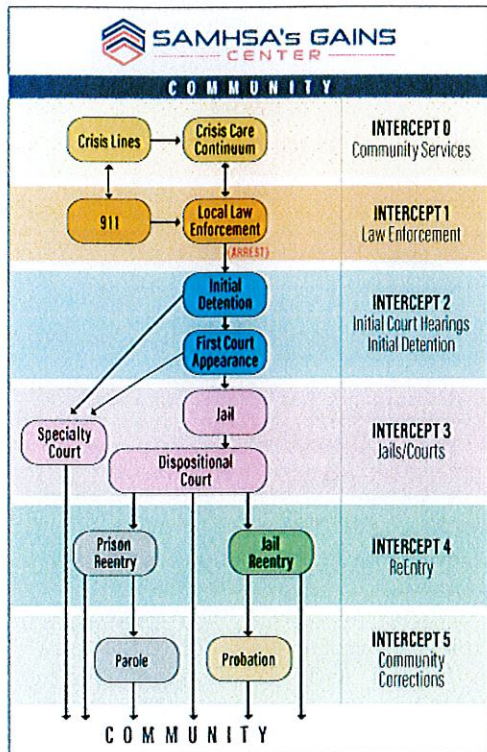 SAMHSA's GAINS
CENTER
COMMUNITY
Crisis Lines
Crisis Care
Continuum
INTERCEPT 0
Community Services
911
Local Law
Enforcement
INTERCEPT 1
Law Enforcement
(ARREST)
Initial
Detention
First Court
Appearance
INTERCEPT 2
Initial Court Hearings
Initial Detention
Jail
Specialty
Court
Dispositional
Court
INTERCEPT 3
Jails/Courts
Prison
Reentry
Jail
Reentry
INTERCEPT 4
ReEntry
Parole
Probation
INTERCEPT 5
Community
Corrections
COMMUNITY